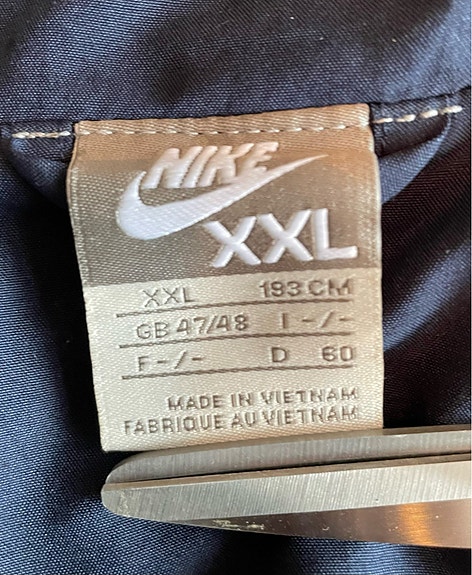 NIKE
XXL
XXL 193 CM
GB 47/48 I -/-
F -/- D 60
MADE IN VIETNAM
FABRIQUE AU VIETNAM